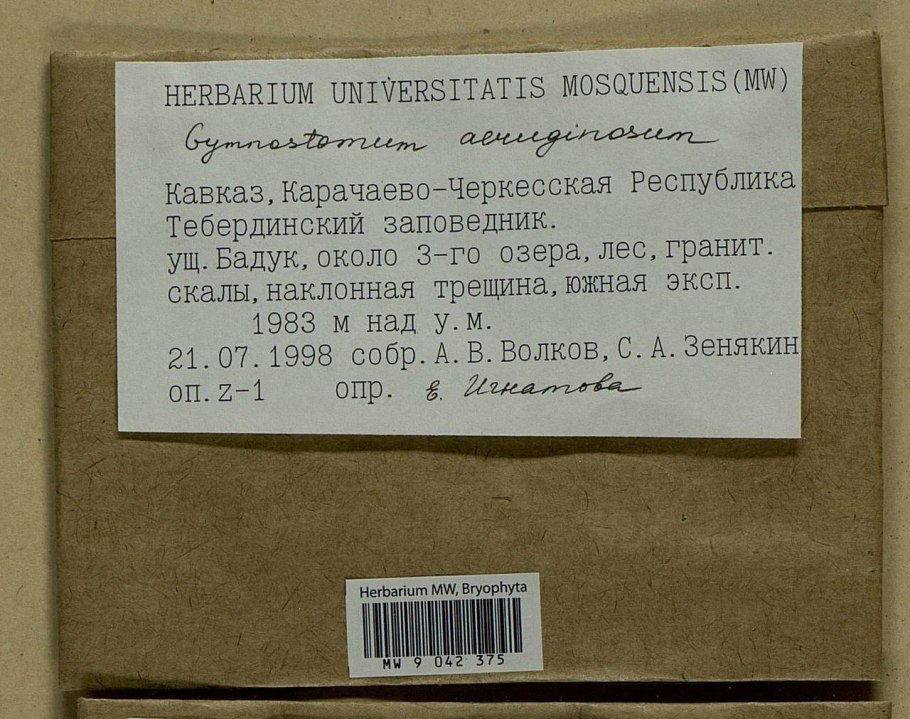 HERBARIUM UNIVERSITATIS MOSQUENSIS(MW)
Gymnostomum aeruginosum
Кавказ, Карачаево-Черкесская Республика
Тебердинский заповедник.
ущ. Бадук, около 3-го озера, лес, гранит.
скалы, наклонная трещина, южная эксп.
1983 м над у.м.
21.07.1998 собр. А.В.Волков, С.А.Зенякин
оп. z-1 опр. Е. Игнатова
Herbarium MW, Bryophyta
MW 9 042 375